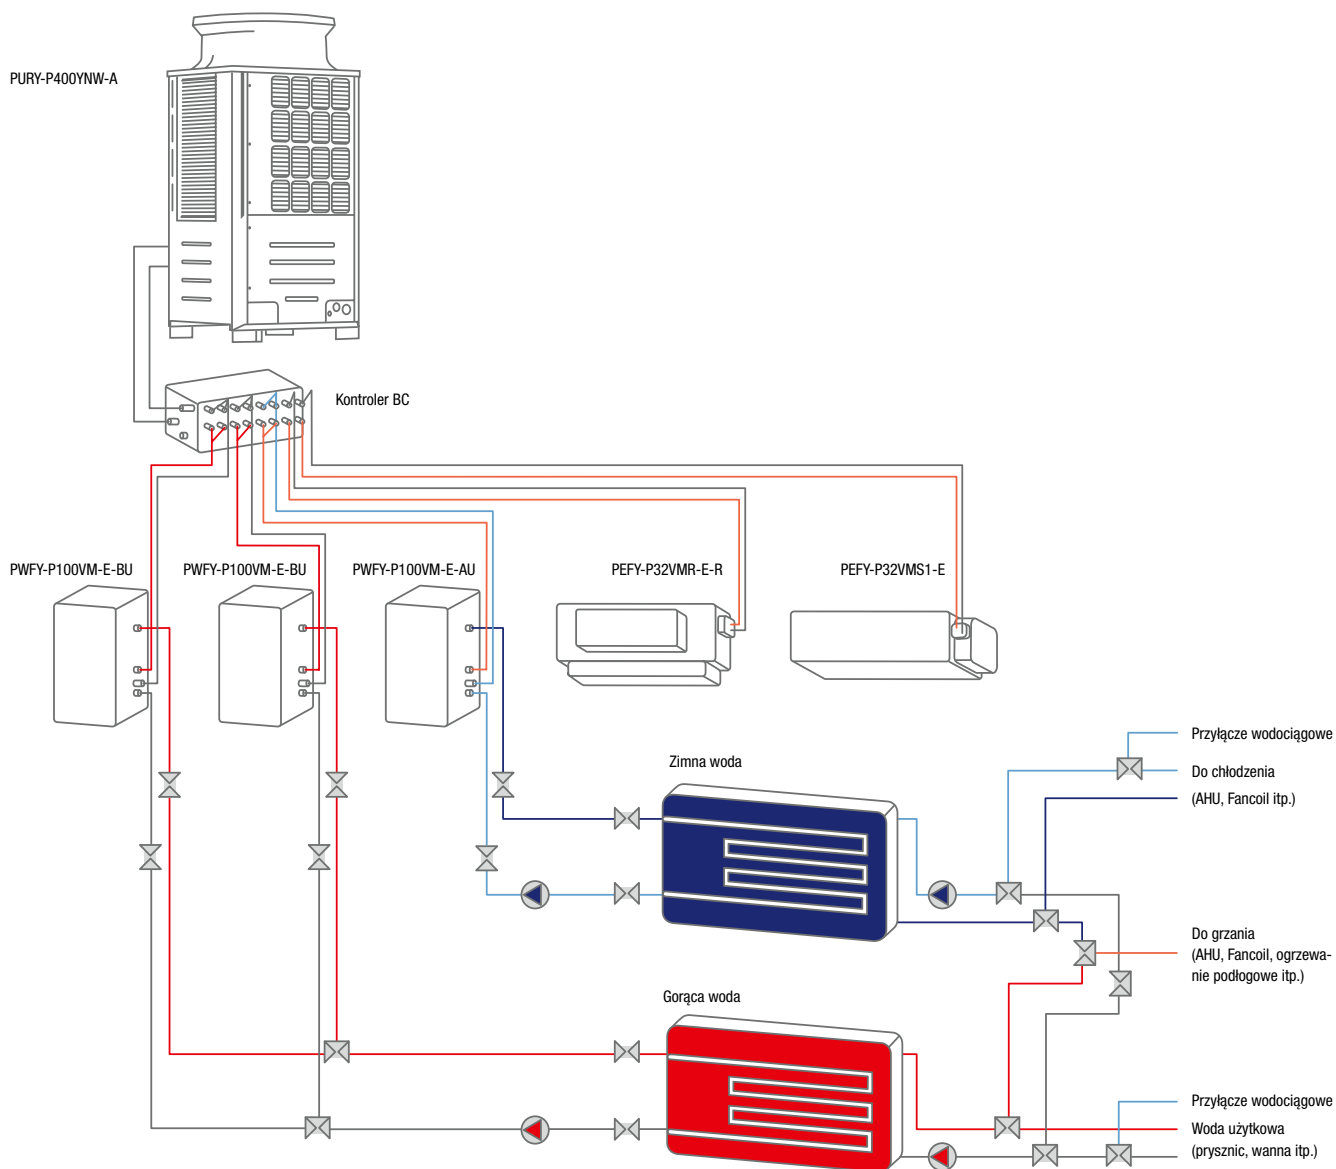 PURY-P400YNW-A
Kontroler BC
PWFY-P100VM-E-BU
PWFY-P100VM-E-BU
PWFY-P100VM-E-AU
PEFY-P32VMR-E-R
PEFY-P32VMS1-E
Zimna woda
Przyłącze wodociągowe
Do chłodzenia
(AHU, Fancoil itp.)
Do grzania
(AHU, Fancoil, ogrzewa-
nie podłogowe itp.)
Gorąca woda
Przyłącze wodociągowe
Woda użytkowa
(prysznic, wanna itp.)